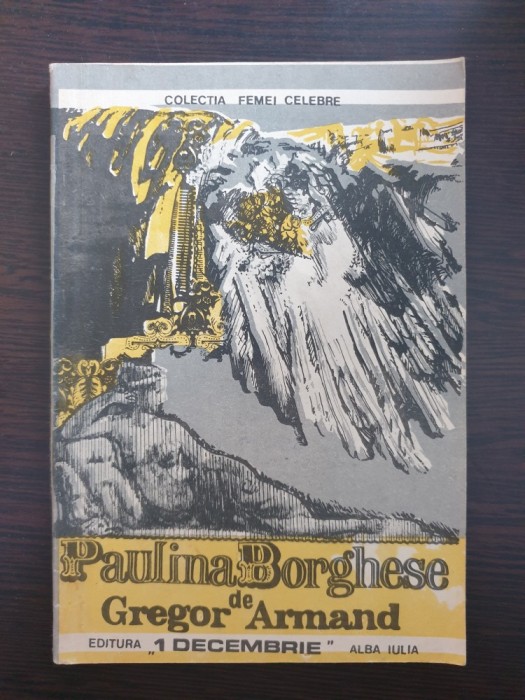 COLECTIA FEMEI CELEBRE
Paulina Borghese
de
Gregor Armand
EDITURA „1 DECEMBRIE" ALBA IULIA